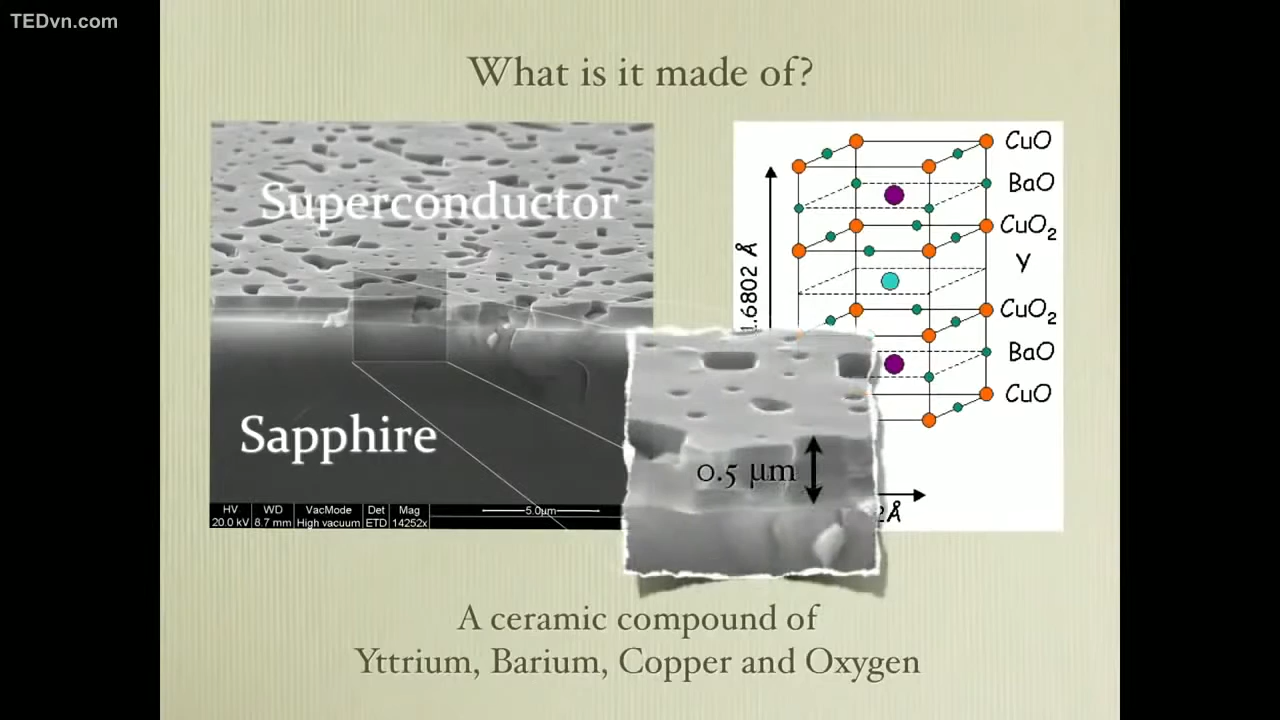 TEDvn.com
What is it made of?
Superconductor
Sapphire
HV WD VacMode Det Mag
20.0 kV 8.7 mm High vacuum ETD 14252x
5.0µm
CuO
BaO
CuO₂
Y
CuO₂
BaO
CuO
.6802 Å
2Å
0.5 µm
A ceramic compound of
Yttrium, Barium, Copper and Oxygen